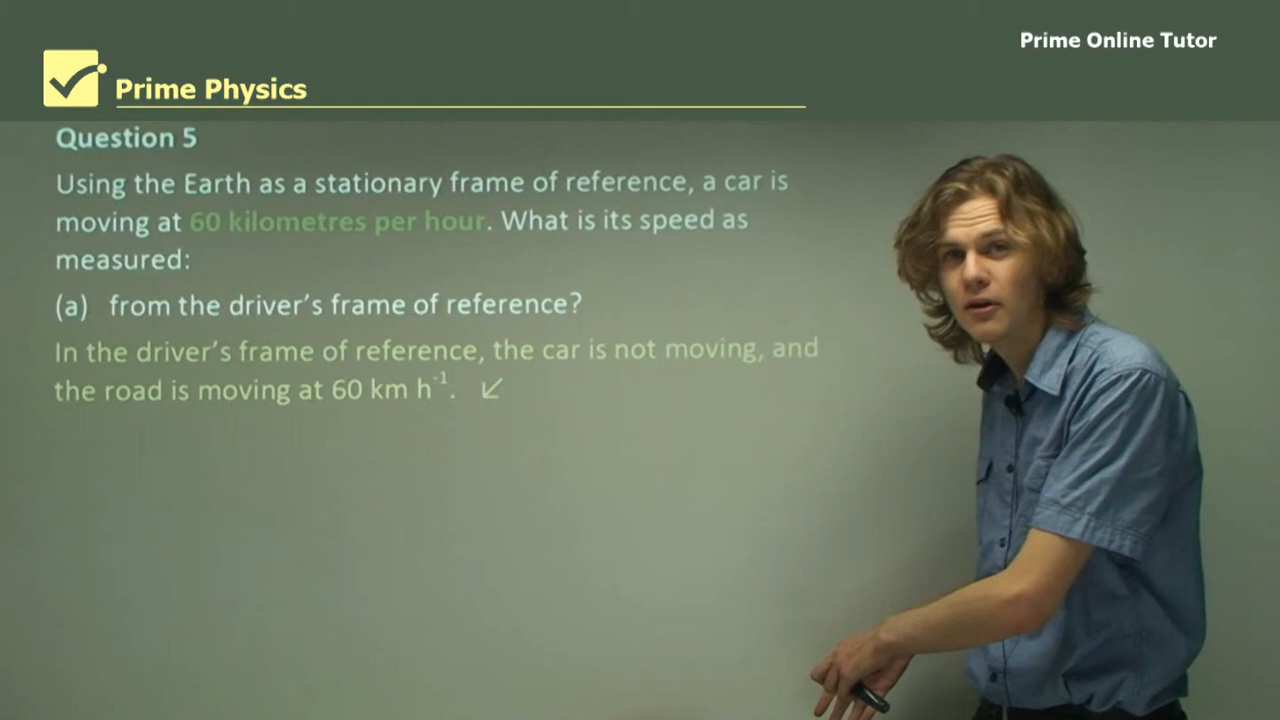 Prime Online Tutor
Prime Physics
Question 5
Using the Earth as a stationary frame of reference, a car is
moving at 60 kilometres per hour. What is its speed as
measured:
(a) from the driver's frame of reference?
In the driver's frame of reference, the car is not moving, and
the road is moving at 60 km h⁻¹. ↙